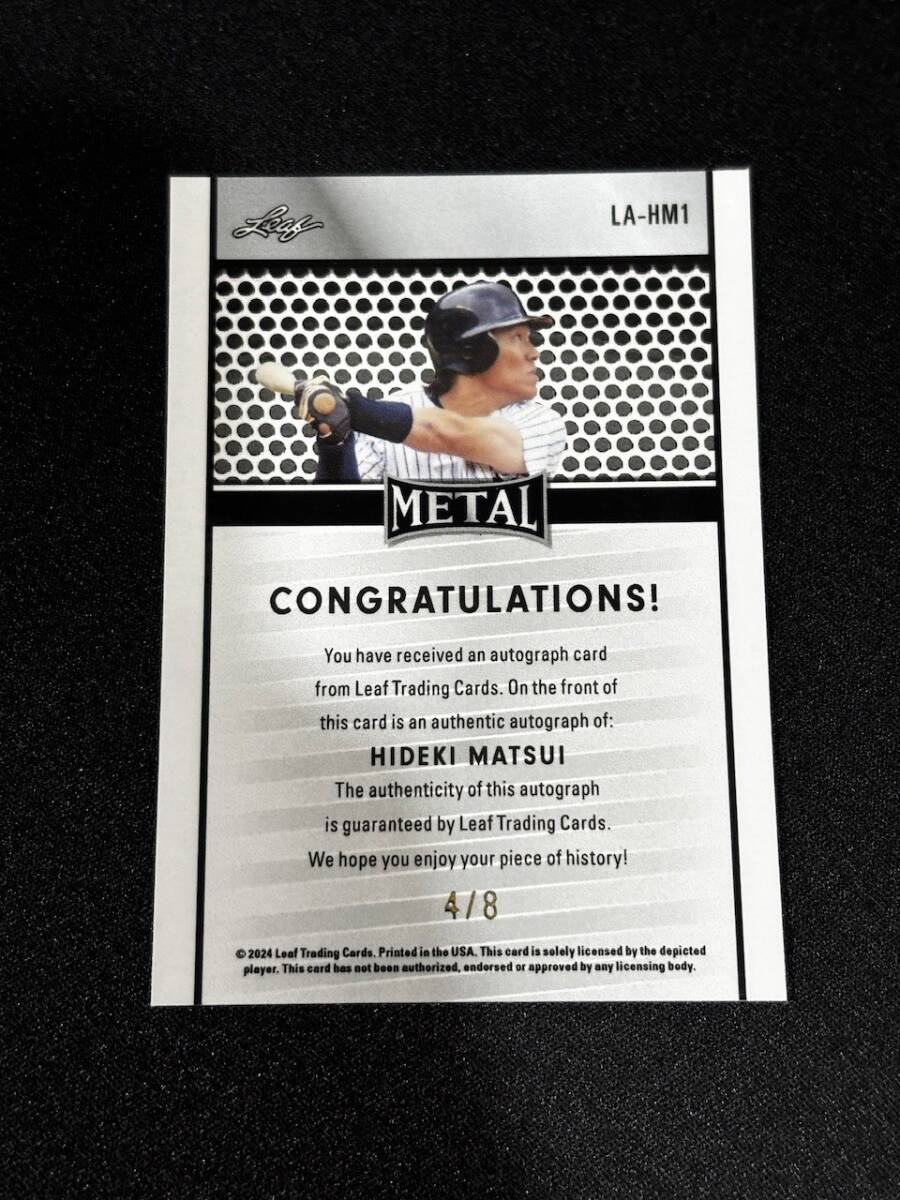 Leaf
LA-HM1
METAL
CONGRATULATIONS!
You have received an autograph card
from Leaf Trading Cards. On the front of
this card is an authentic autograph of:
HIDEKI MATSUI
The authenticity of this autograph
is guaranteed by Leaf Trading Cards.
We hope you enjoy your piece of history!
4/8
© 2024 Leaf Trading Cards. Printed in the USA. This card is solely licensed by the depicted
player. This card has not been authorized, endorsed or approved by any licensing body.